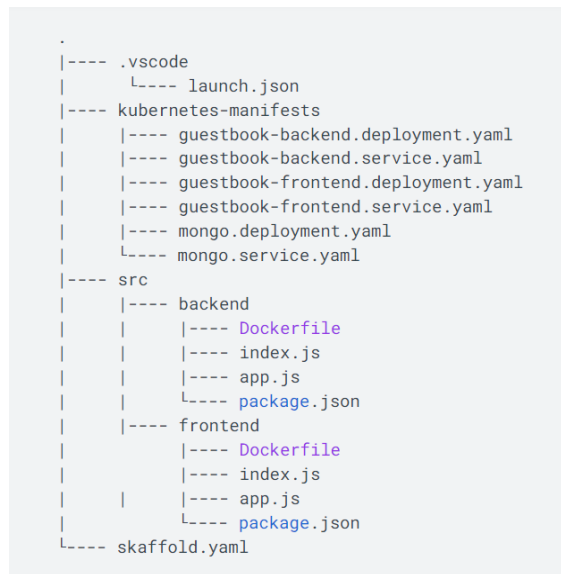 .
|---- .vscode
|      └---- launch.json
|---- kubernetes-manifests
|     |---- guestbook-backend.deployment.yaml
|     |---- guestbook-backend.service.yaml
|     |---- guestbook-frontend.deployment.yaml
|     |---- guestbook-frontend.service.yaml
|     |---- mongo.deployment.yaml
|     └---- mongo.service.yaml
|---- src
|     |---- backend
|     |     |---- Dockerfile
|     |     |---- index.js
|     |     |---- app.js
|     |     └---- package.json
|     |---- frontend
|           |---- Dockerfile
|           |---- index.js
|     |     |---- app.js
|           └---- package.json
└---- skaffold.yaml